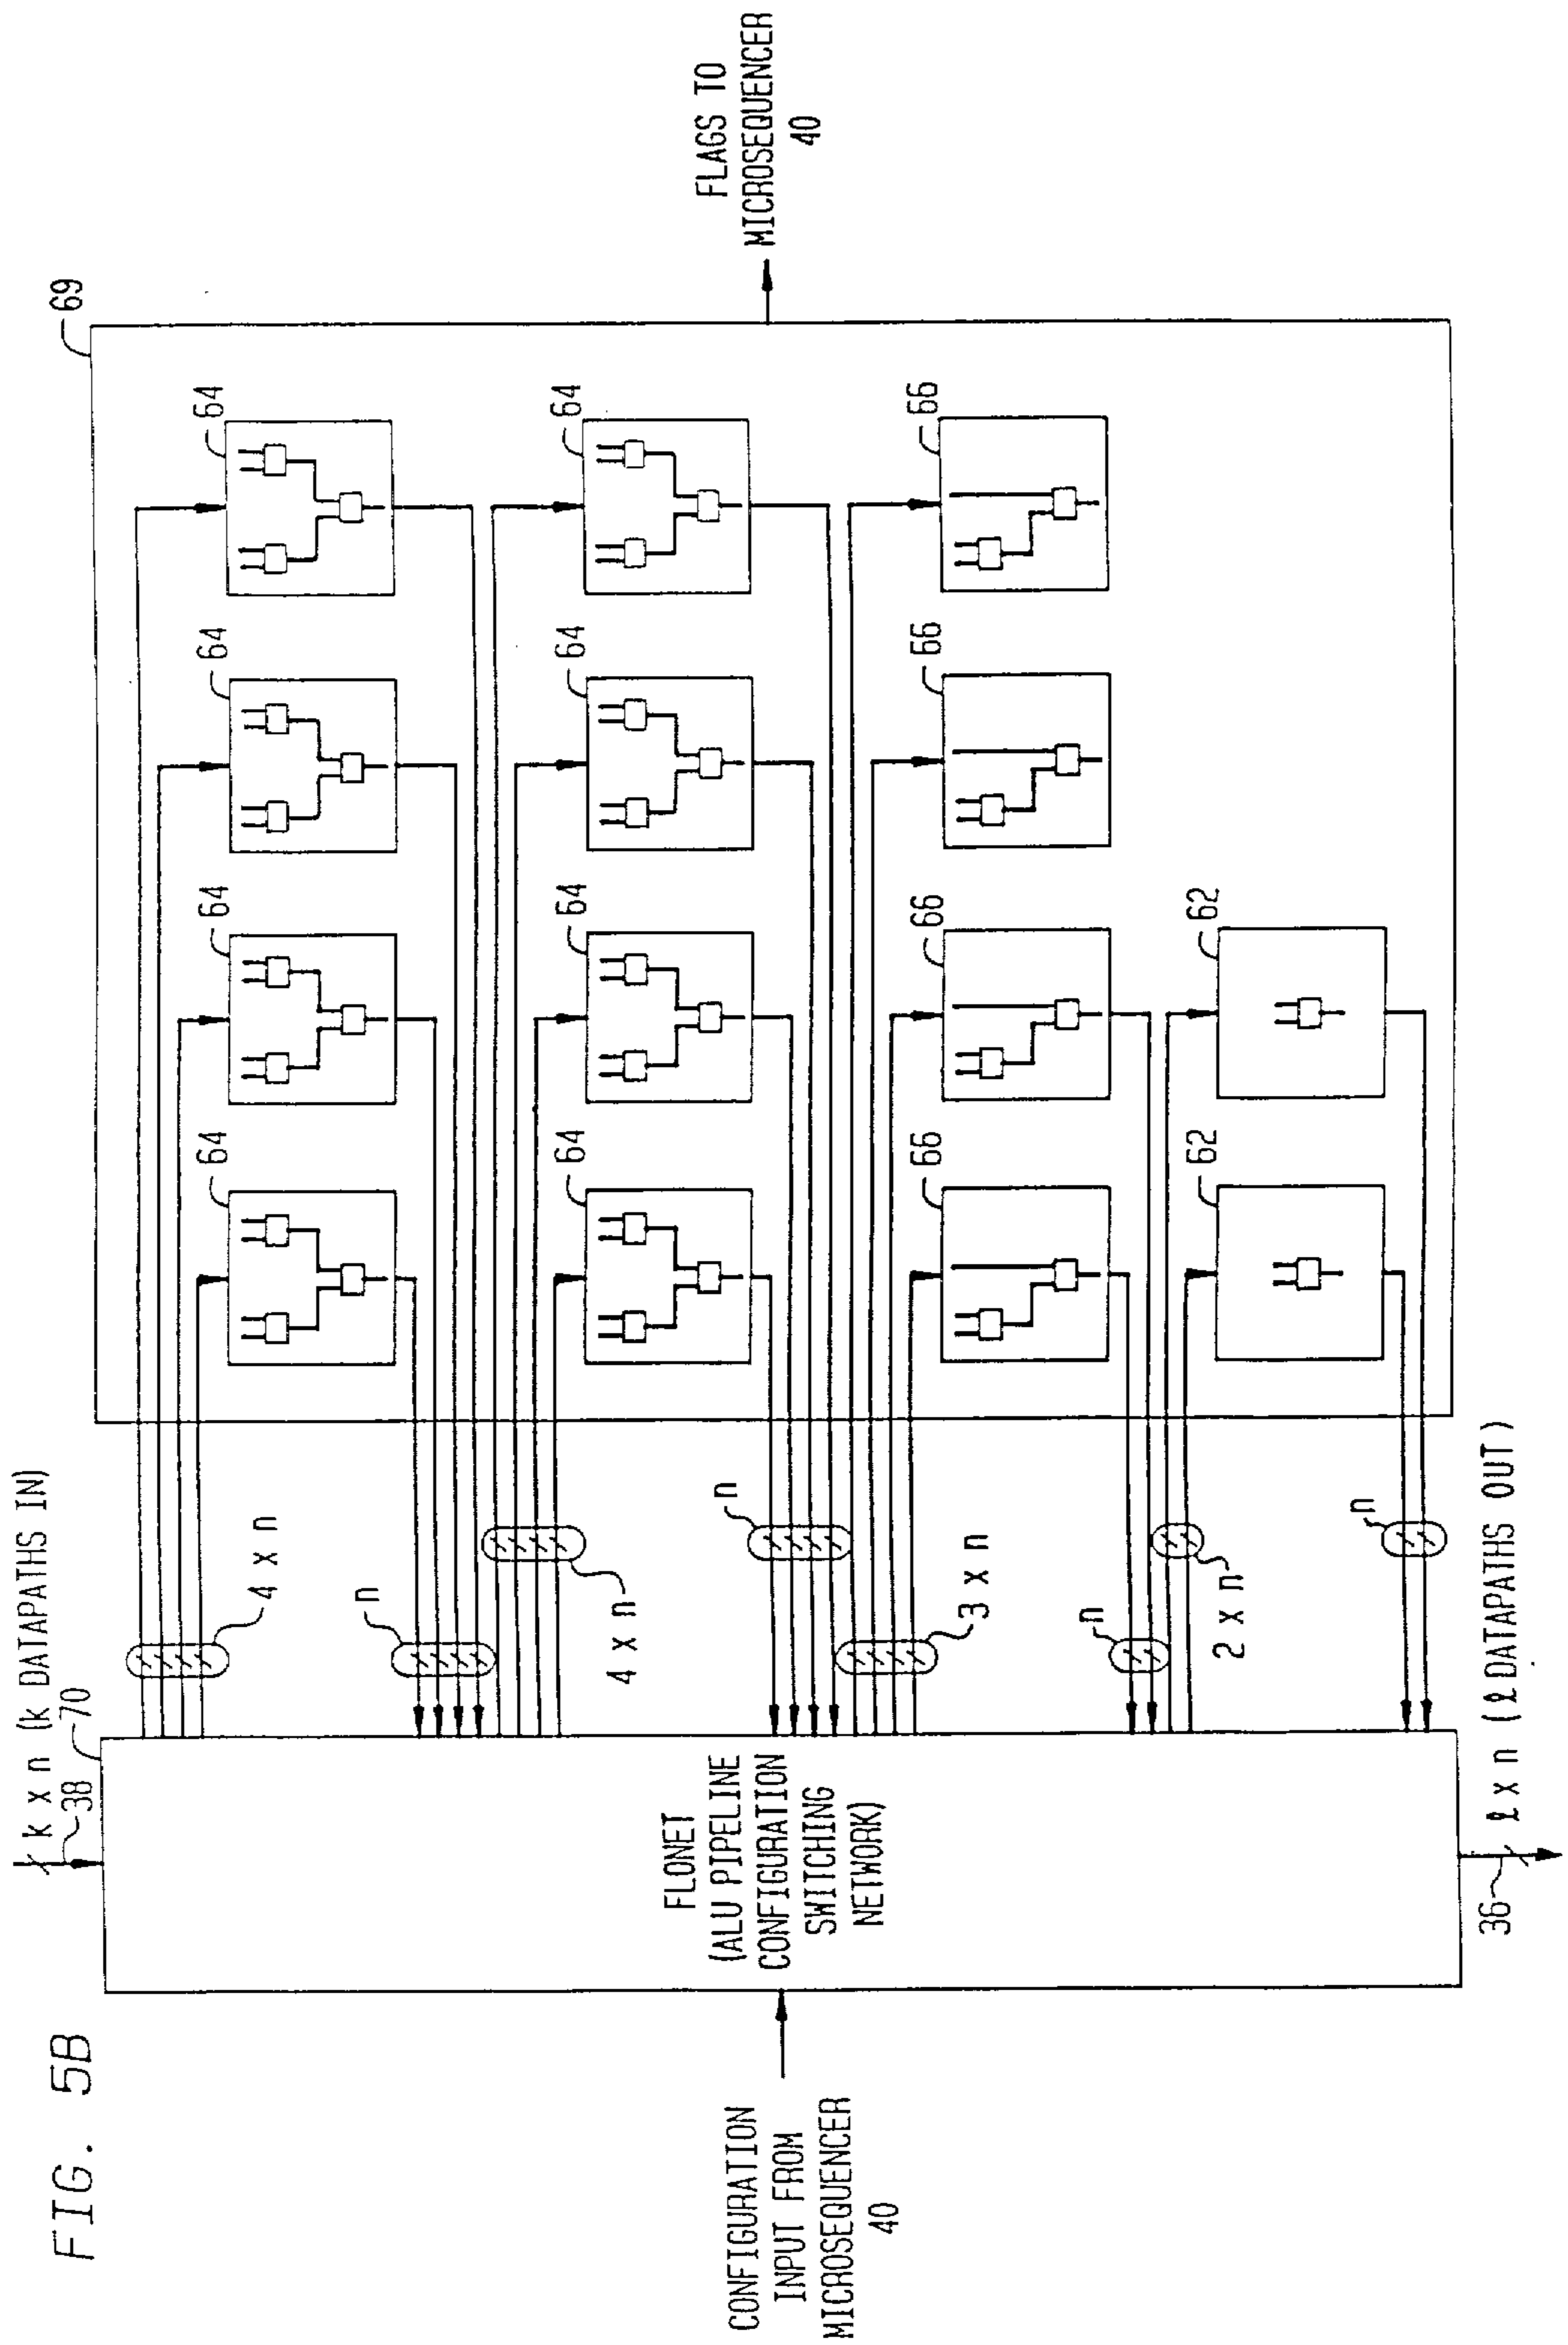 FIG. 5B
k x n (k DATAPATHS IN)
38
70
69
CONFIGURATION
INPUT FROM
MICROSEQUENCER
40
FLONET
(ALU PIPELINE
CONFIGURATION
SWITCHING
NETWORK)
4 x n
64
64
64
64
n
4 x n
64
64
64
64
n
3 x n
66
66
66
66
n
2 x n
62
62
n
36
ℓ x n (ℓ DATAPATHS OUT)
FLAGS TO
MICROSEQUENCER
40